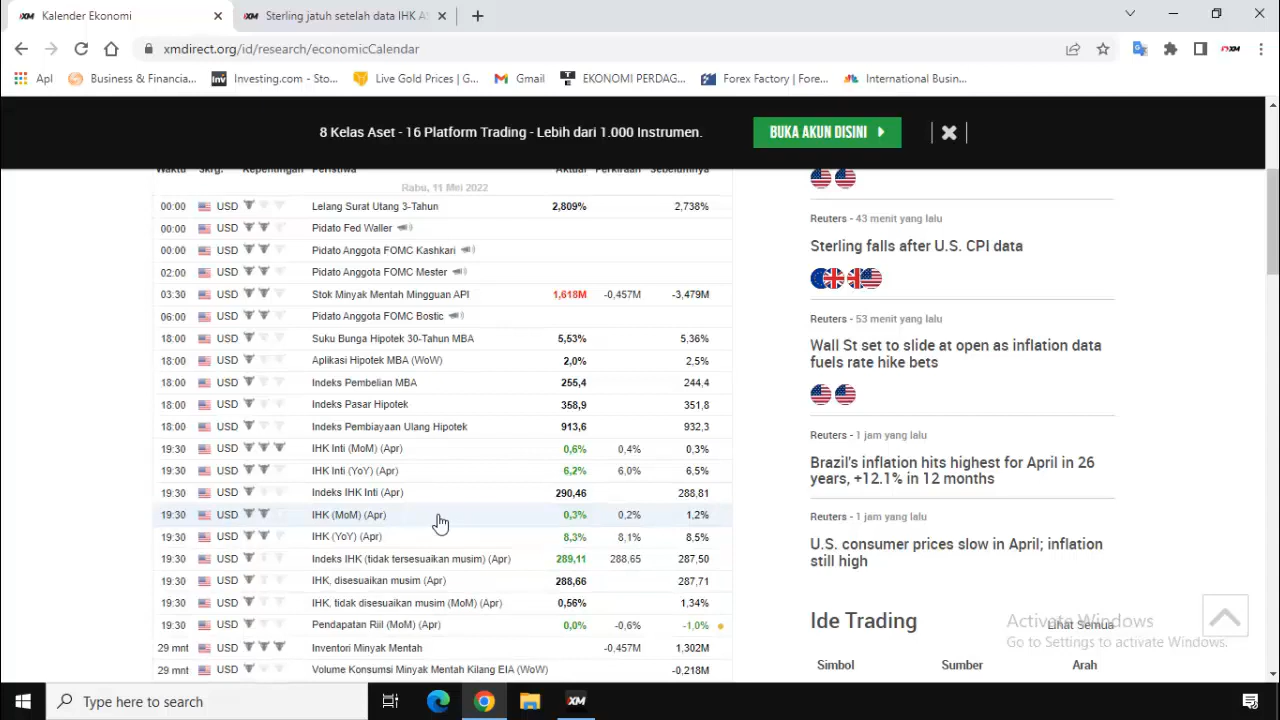 Kalender Ekonomi
XM Sterling jatuh setelah data IHK AS
xmdirect.org/id/research/economicCalendar
Apl Business & Financia... Inv Investing.com - Sto... Live Gold Prices | G... Gmail EKONOMI PERDAG... Forex Factory | Fore... International Busin...
8 Kelas Aset - 16 Platform Trading - Lebih dari 1.000 Instrumen. BUKA AKUN DISINI
Waktu Skrg. Kepentingan Peristiwa Aktual Perkiraan Sebelumnya
Rabu, 11 Mei 2022
00:00 USD Lelang Surat Utang 3-Tahun 2,809% 2,738%
00:00 USD Pidato Fed Waller
00:00 USD Pidato Anggota FOMC Kashkari
02:00 USD Pidato Anggota FOMC Mester
03:30 USD Stok Minyak Mentah Mingguan API 1,618M -0,457M -3,479M
06:00 USD Pidato Anggota FOMC Bostic
18:00 USD Suku Bunga Hipotek 30-Tahun MBA 5,53% 5,36%
18:00 USD Aplikasi Hipotek MBA (WoW) 2,0% 2,5%
18:00 USD Indeks Pembelian MBA 255,4 244,4
18:00 USD Indeks Pasar Hipotek 358,9 351,8
18:00 USD Indeks Pembiayaan Ulang Hipotek 913,6 932,3
19:30 USD IHK Inti (MoM) (Apr) 0,6% 0,4% 0,3%
19:30 USD IHK Inti (YoY) (Apr) 6,2% 6,0% 6,5%
19:30 USD Indeks IHK Inti (Apr) 290,46 288,81
19:30 USD IHK (MoM) (Apr) 0,3% 0,2% 1,2%
19:30 USD IHK (YoY) (Apr) 8,3% 8,1% 8.5%
19:30 USD Indeks IHK (tidak tersesuaikan musim) (Apr) 289,11 288,65 287,50
19:30 USD IHK, disesuaikan musim (Apr) 288,66 287,71
19:30 USD IHK, tidak disesuaikan musim (MoM) (Apr) 0,56% 1,34%
19:30 USD Pendapatan Riil (MoM) (Apr) 0,0% -0,6% -1,0%
29 mnt USD Inventori Minyak Mentah -0,457M 1,302M
29 mnt USD Volume Konsumsi Minyak Mentah Kilang EIA (WoW) -0,218M
Reuters - 43 menit yang lalu
Sterling falls after U.S. CPI data
Reuters - 53 menit yang lalu
Wall St set to slide at open as inflation data
fuels rate hike bets
Reuters - 1 jam yang lalu
Brazil's inflation hits highest for April in 26
years, +12.1% in 12 months
Reuters - 1 jam yang lalu
U.S. consumer prices slow in April; inflation
still high
Ide Trading Lihat Semua
Simbol Sumber Arah
Activate Windows
Go to Settings to activate Windows.
Type here to search
XM